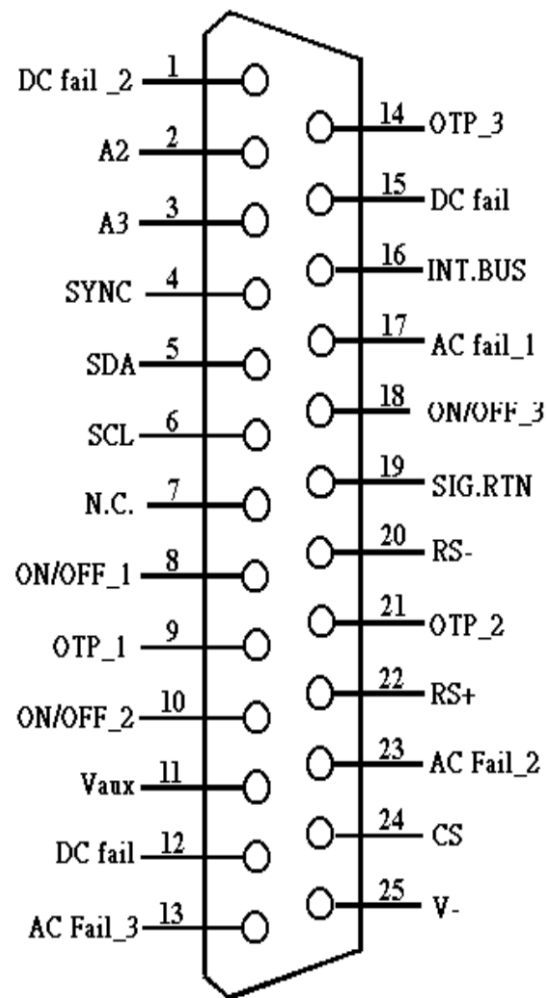 DC fail _2 1
A2 2
A3 3
SYNC 4
SDA 5
SCL 6
N.C. 7
ON/OFF_1 8
OTP_1 9
ON/OFF_2 10
Vaux 11
DC fail 12
AC Fail_3 13
14 OTP_3
15 DC fail
16 INT.BUS
17 AC fail_1
18 ON/OFF_3
19 SIG.RTN
20 RS-
21 OTP_2
22 RS+
23 AC Fail_2
24 CS
25 V-